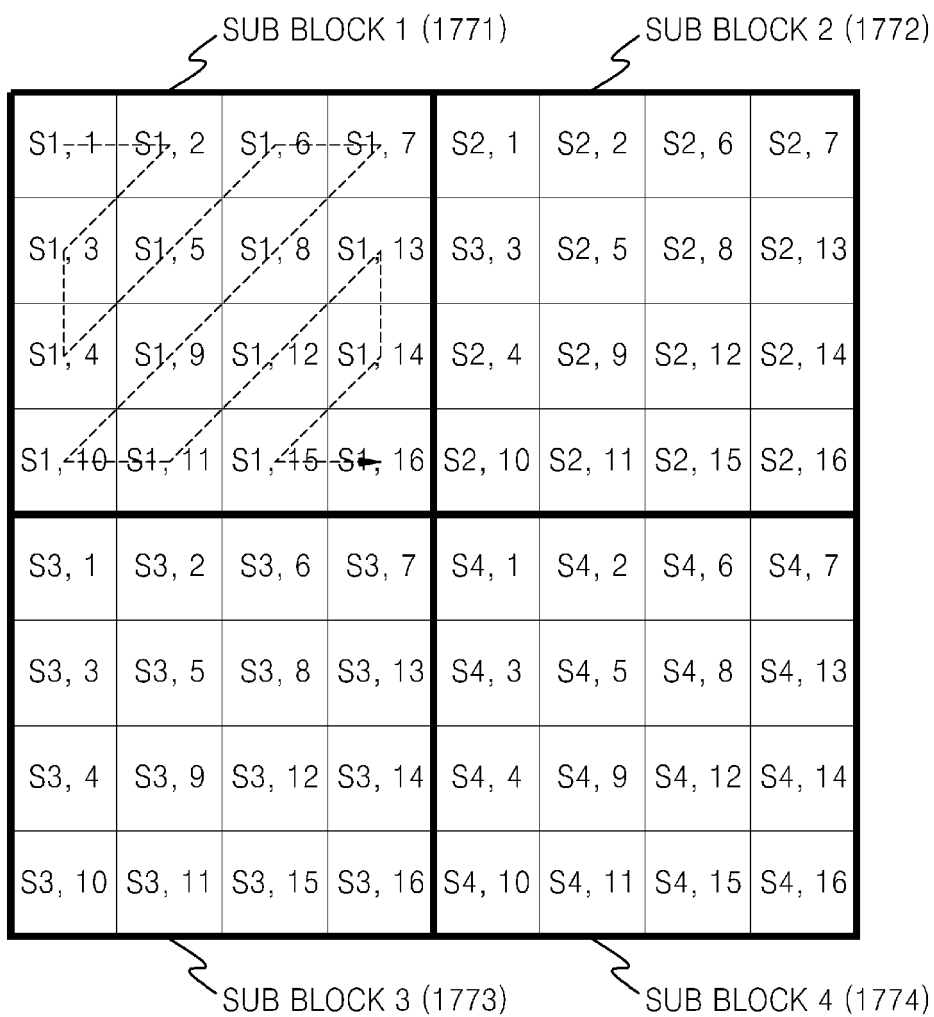 SUB BLOCK 1 (1771) SUB BLOCK 2 (1772)
S1, 1 S1, 2 S1, 6 S1, 7 S2, 1 S2, 2 S2, 6 S2, 7
S1, 3 S1, 5 S1, 8 S1, 13 S3, 3 S2, 5 S2, 8 S2, 13
S1, 4 S1, 9 S1, 12 S1, 14 S2, 4 S2, 9 S2, 12 S2, 14
S1, 10 S1, 11 S1, 15 S1, 16 S2, 10 S2, 11 S2, 15 S2, 16
S3, 1 S3, 2 S3, 6 S3, 7 S4, 1 S4, 2 S4, 6 S4, 7
S3, 3 S3, 5 S3, 8 S3, 13 S4, 3 S4, 5 S4, 8 S4, 13
S3, 4 S3, 9 S3, 12 S3, 14 S4, 4 S4, 9 S4, 12 S4, 14
S3, 10 S3, 11 S3, 15 S3, 16 S4, 10 S4, 11 S4, 15 S4, 16
SUB BLOCK 3 (1773) SUB BLOCK 4 (1774)